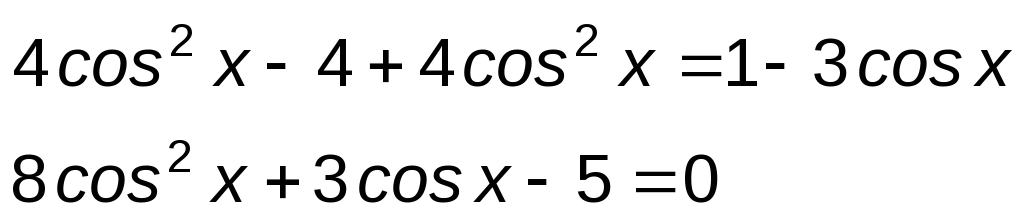 4cos² x - 4 + 4cos² x =1- 3cos x
8cos² x + 3cos x - 5 =0